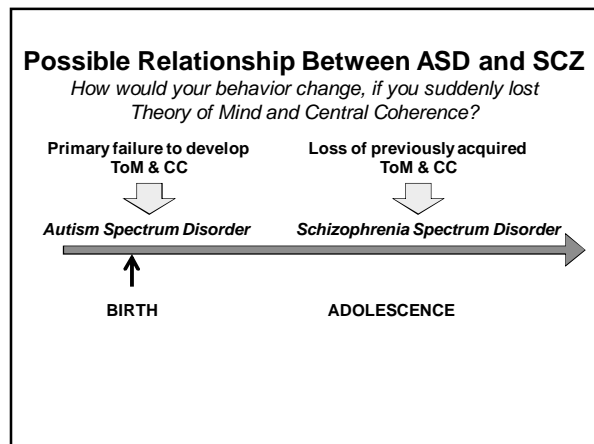 Possible Relationship Between ASD and SCZ
How would your behavior change, if you suddenly lost
Theory of Mind and Central Coherence?
Primary failure to develop
ToM & CC
Loss of previously acquired
ToM & CC
Autism Spectrum Disorder
Schizophrenia Spectrum Disorder
BIRTH
ADOLESCENCE